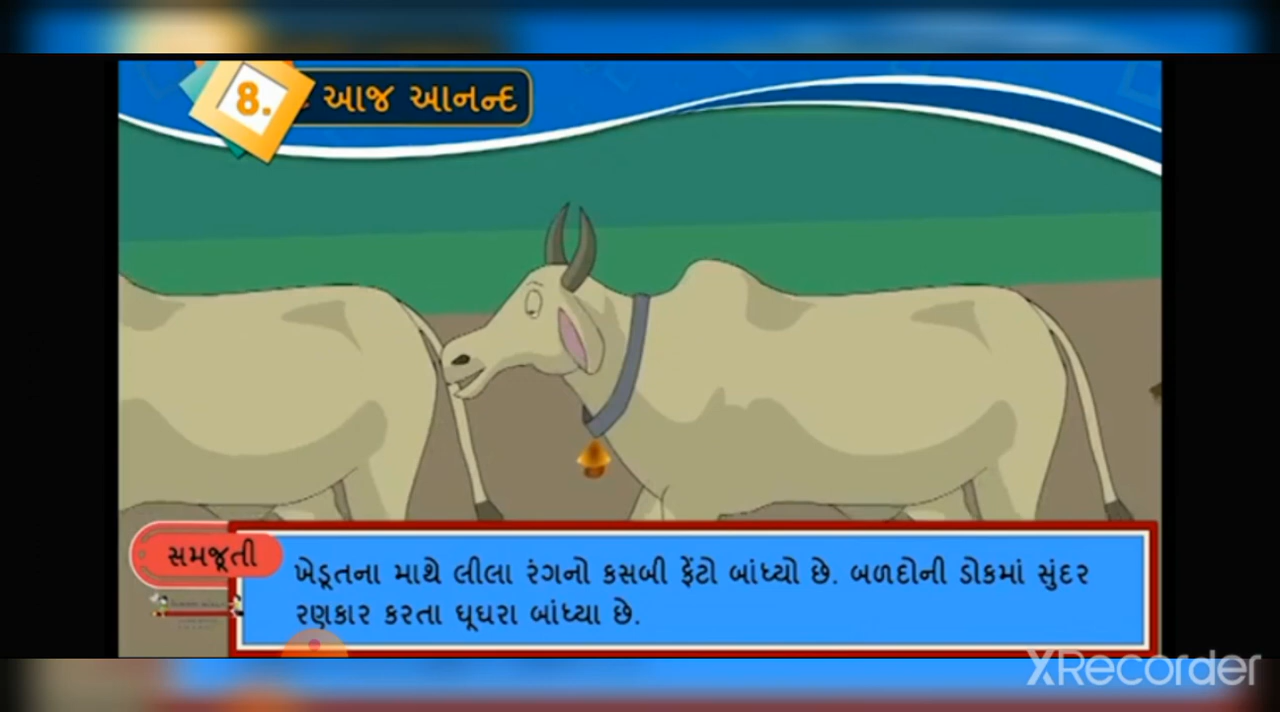 8.
આજ આનન્દ
સમજૂતી
ખેડૂતના માથે લીલા રંગનો કસબી ફેંટો બાંધ્યો છે. બળદોની ડોકમાં સુંદર
રણકાર કરતા ઘૂઘરા બાંધ્યા છે.
XRecorder